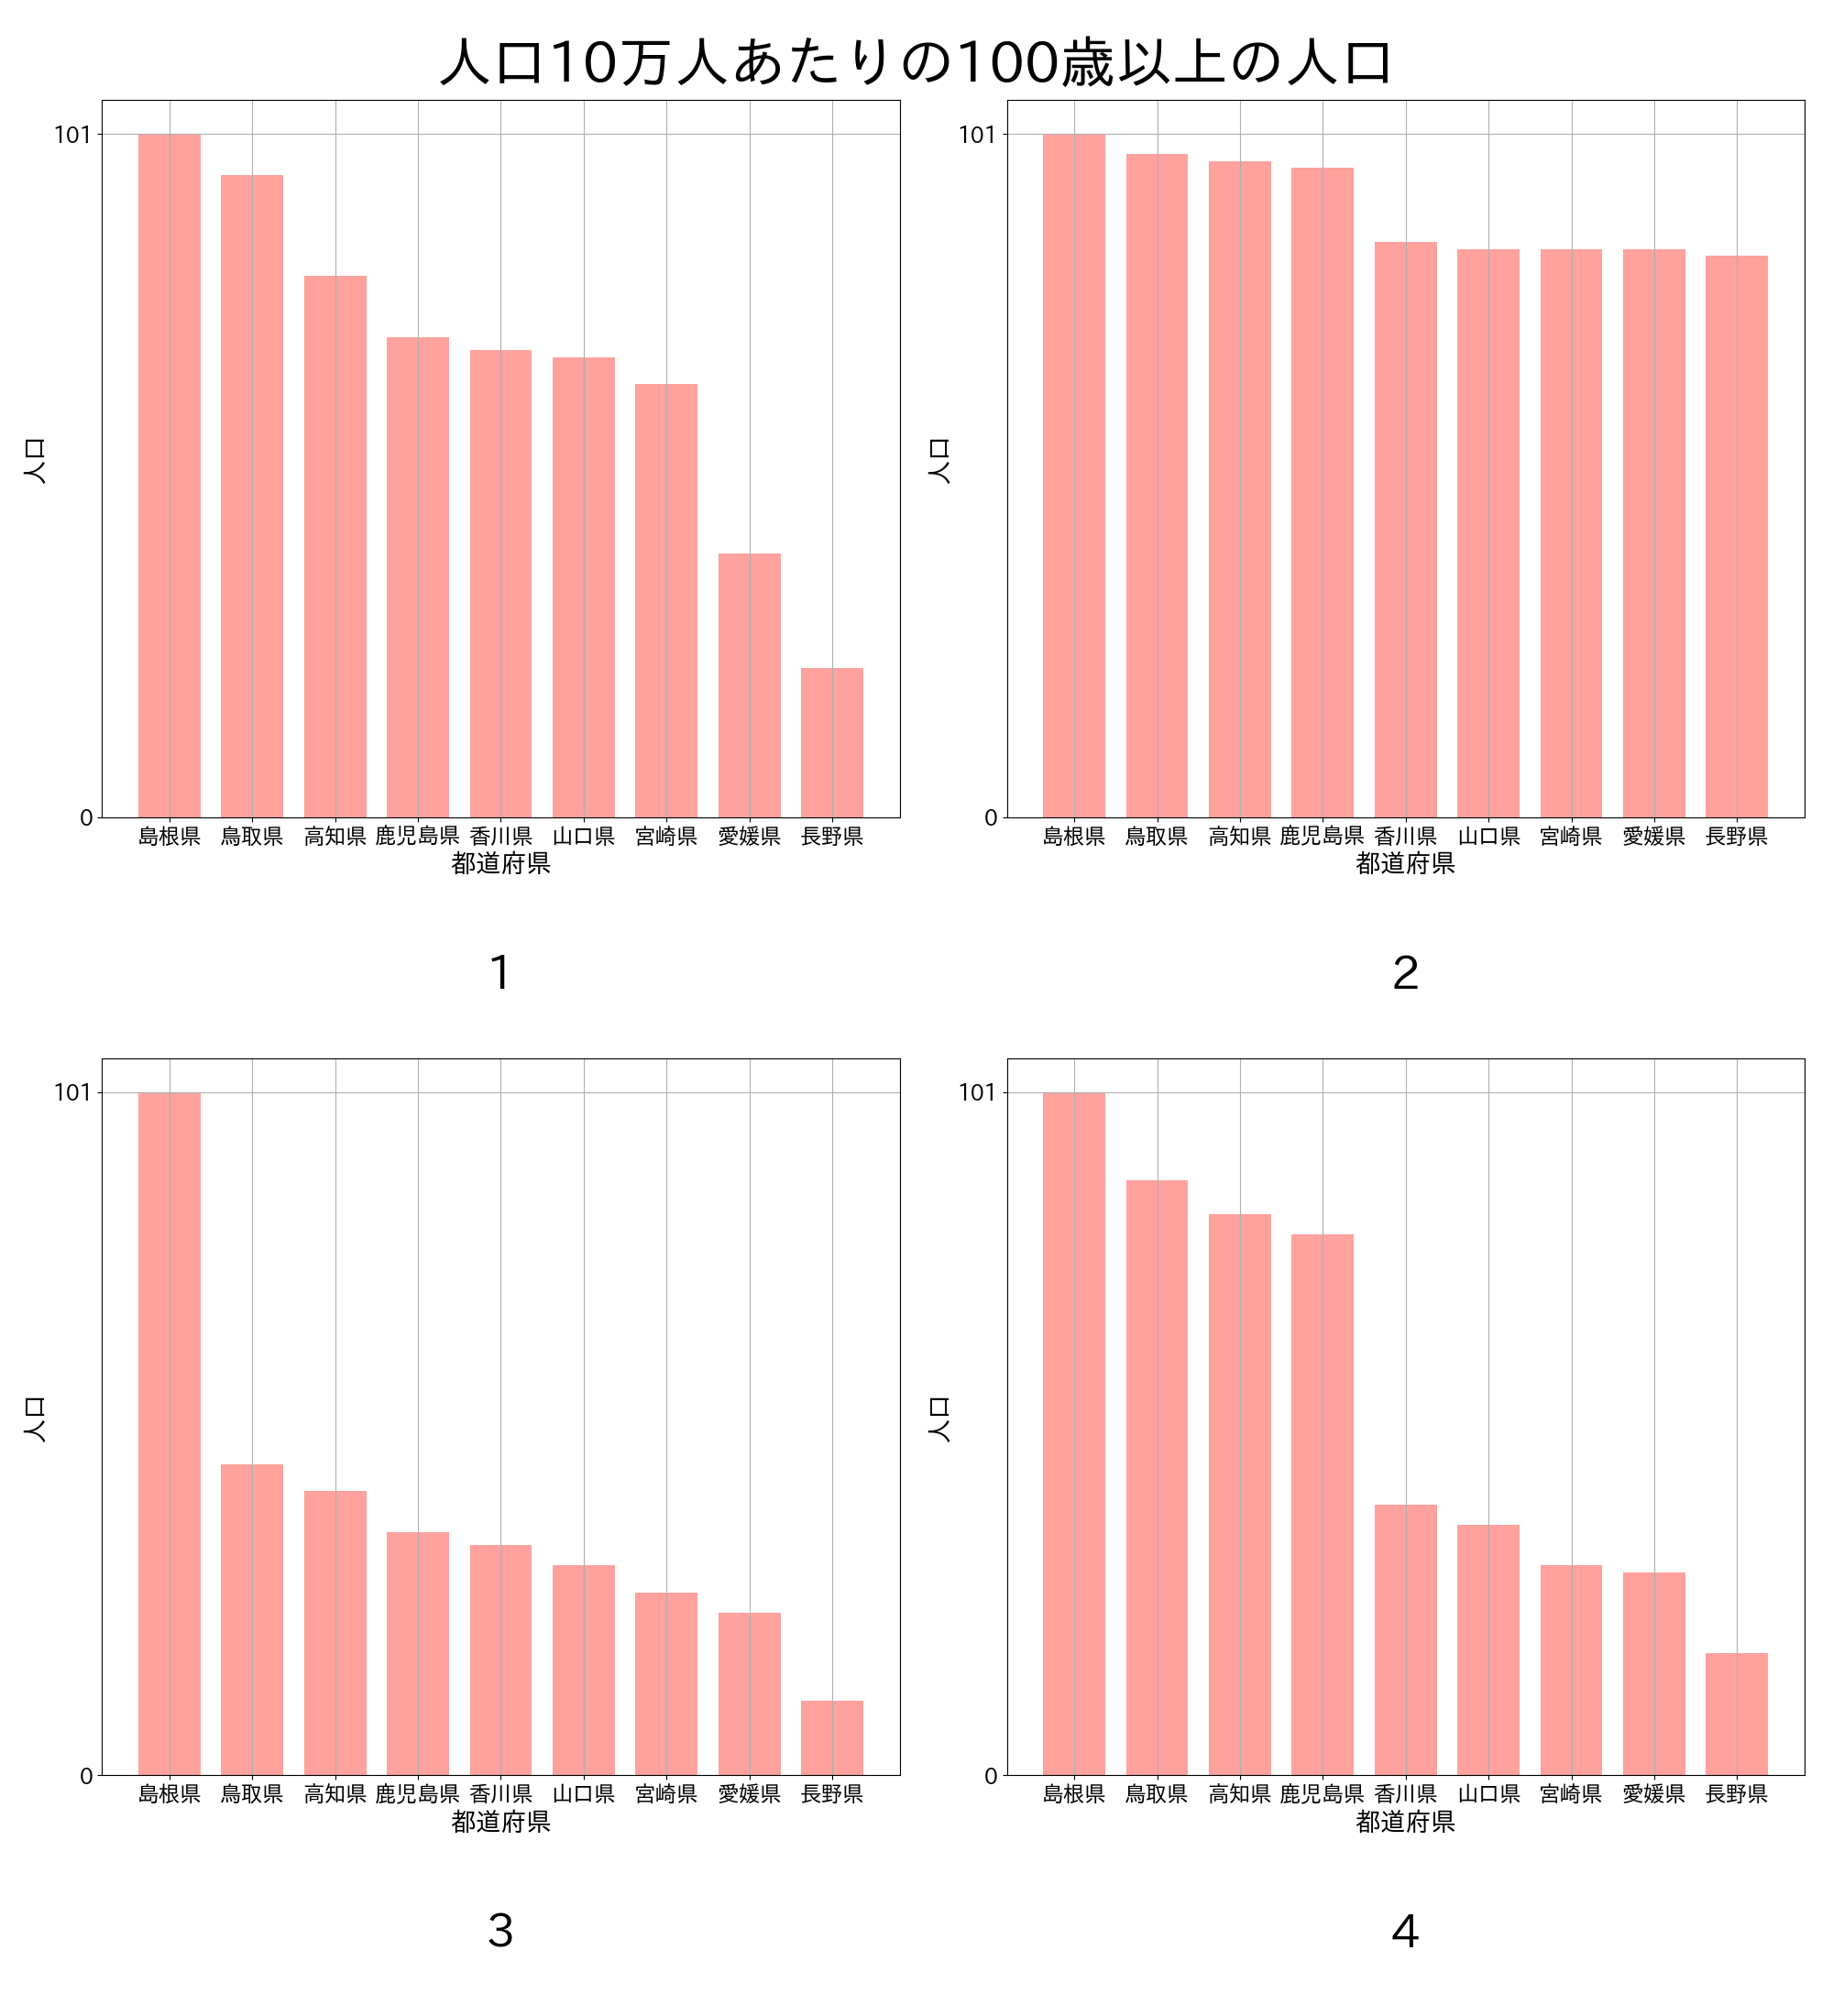 人口10万人あたりの100歳以上の人口
101
0
人口
島根県 鳥取県 高知県 鹿児島県 香川県 山口県 宮崎県 愛媛県 長野県
都道府県
1
101
0
人口
島根県 鳥取県 高知県 鹿児島県 香川県 山口県 宮崎県 愛媛県 長野県
都道府県
2
101
0
人口
島根県 鳥取県 高知県 鹿児島県 香川県 山口県 宮崎県 愛媛県 長野県
都道府県
3
101
0
人口
島根県 鳥取県 高知県 鹿児島県 香川県 山口県 宮崎県 愛媛県 長野県
都道府県
4